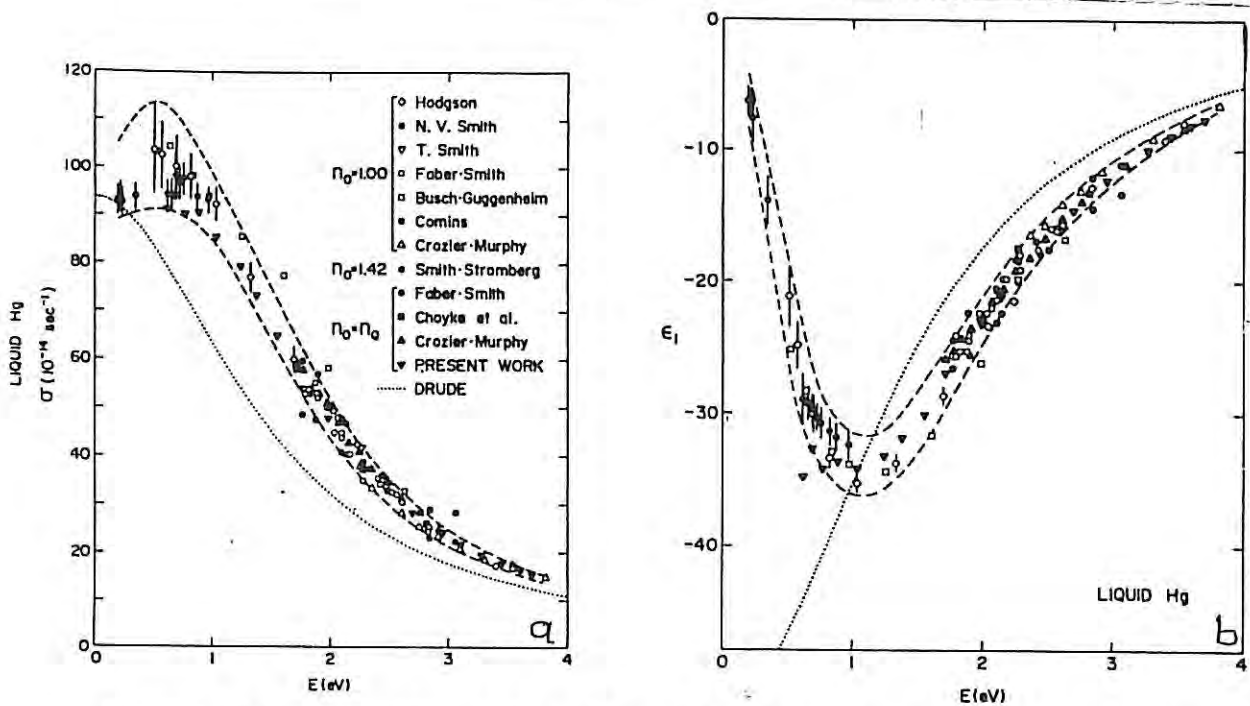 120
100
80
60
40
20
0
LIQUID Hg
σ (10⁻¹⁴ sec⁻¹)
0 1 2 3 4
E (eV)
Hodgson
N. V. Smith
T. Smith
Faber-Smith
n₀=1.00
Busch-Guggenheim
Comins
Crozier-Murphy
n₀=1.42
Smith-Stromberg
Faber-Smith
Choyke et al.
n₀=nQ
Crozier-Murphy
PRESENT WORK
DRUDE
a
-0
-10
-20
ϵ₁
-30
-40
LIQUID Hg
b
0 1 2 3 4
E (eV)